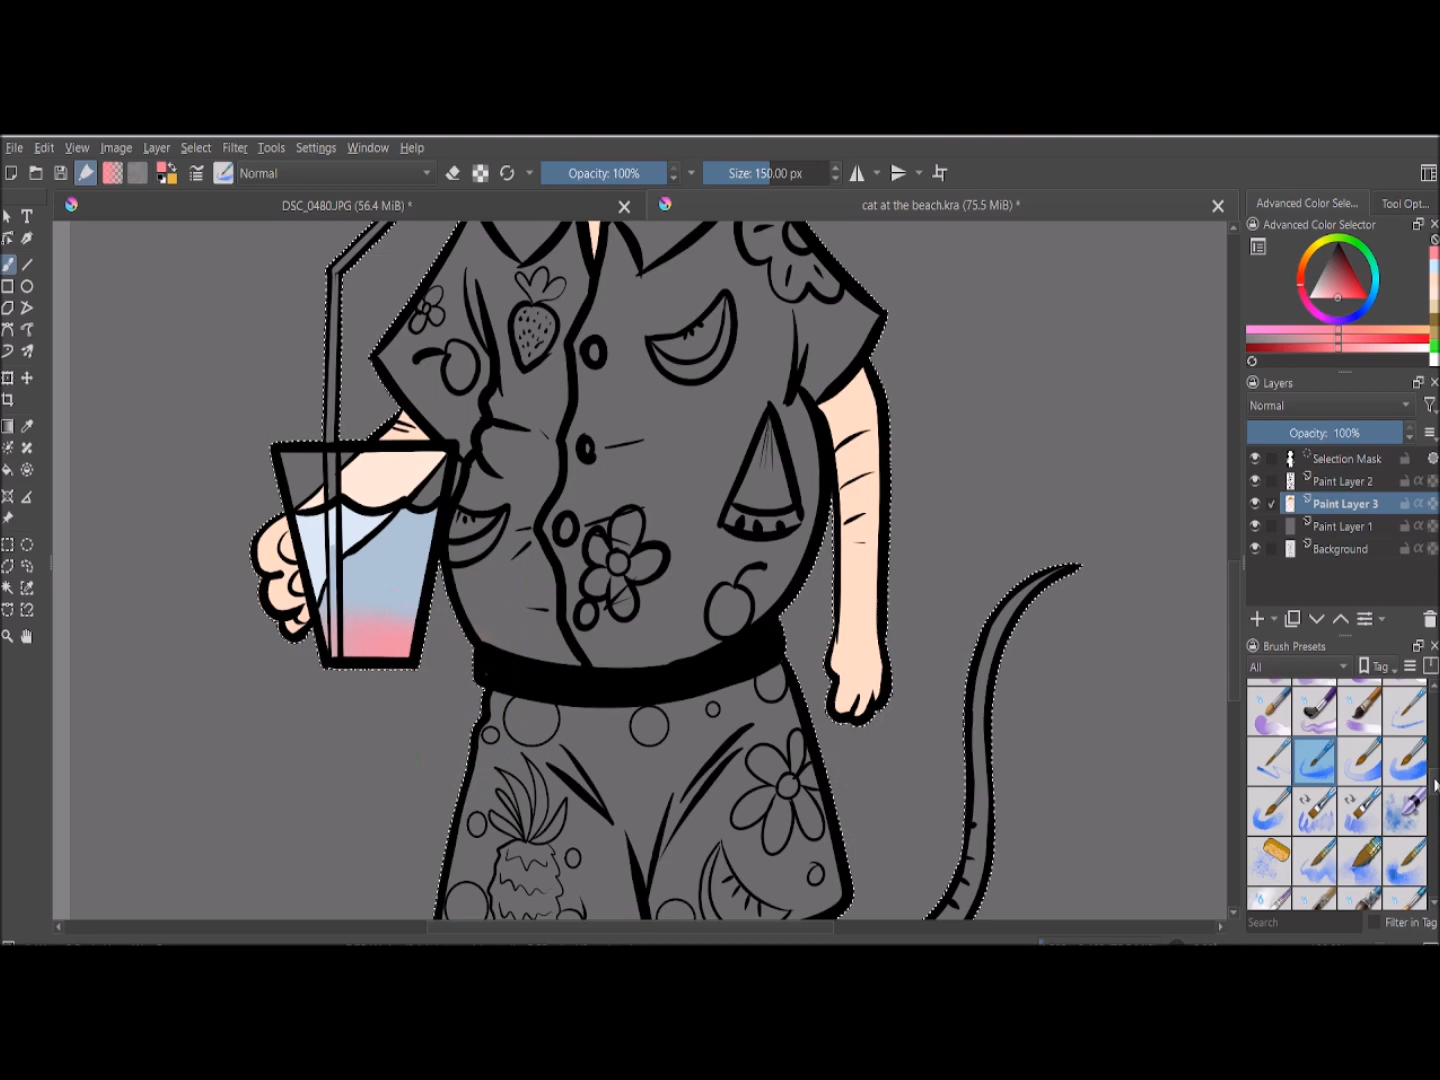 File Edit View Image Layer Select Filter Tools Settings Window Help
Normal Opacity: 100% Size: 150.00 px
DSC_0480.JPG (56.4 MiB) * cat at the beach.kra (75.5 MiB) *
Advanced Color Sele... Tool Opt...
Advanced Color Selector
Layers
Normal
Opacity: 100%
Selection Mask
Paint Layer 2
Paint Layer 3
Paint Layer 1
Background
Brush Presets
All Tag
Search Filter in Tag